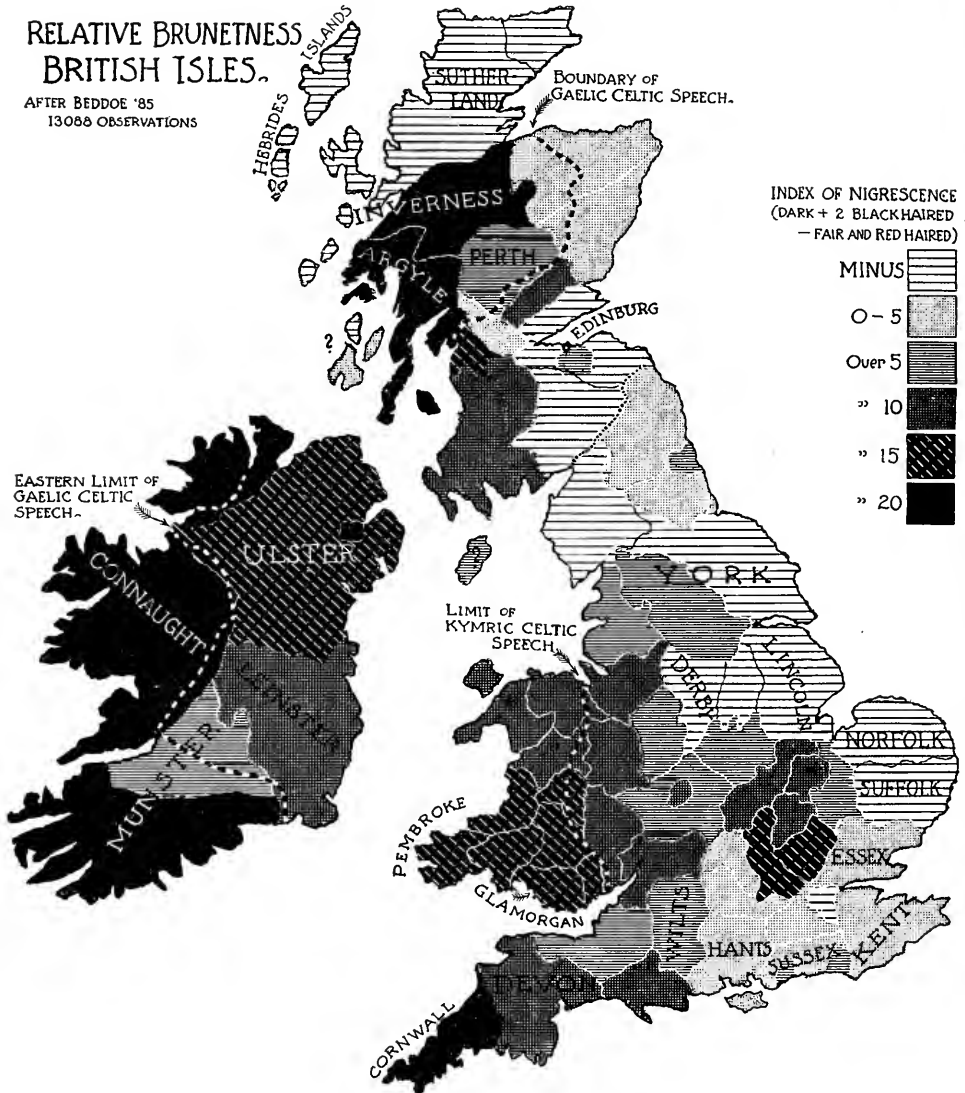 RELATIVE BRUNETNESS
BRITISH ISLES.
AFTER BEDDOE '85
13088 OBSERVATIONS
HEBRIDES
ISLANDS
SUTHER-
LAND
BOUNDARY OF
GAELIC CELTIC SPEECH.
INVERNESS
ARGYLE
PERTH
EDINBURG
?
INDEX OF NIGRESCENCE
(DARK + 2 BLACK HAIRED
— FAIR AND RED HAIRED)
MINUS
0 – 5
Over 5
" 10
" 15
" 20
EASTERN LIMIT OF
GAELIC CELTIC
SPEECH.
ULSTER
CONNAUGHT
LEINSTER
MUNSTER
?
YORK
LIMIT OF
KYMRIC CELTIC
SPEECH
DERBY
LINCOLN
NORFOLK
SUFFOLK
PEMBROKE
GLAMORGAN
ESSEX
WILTS
HANTS
SUSSEX
KENT
DEVON
CORNWALL